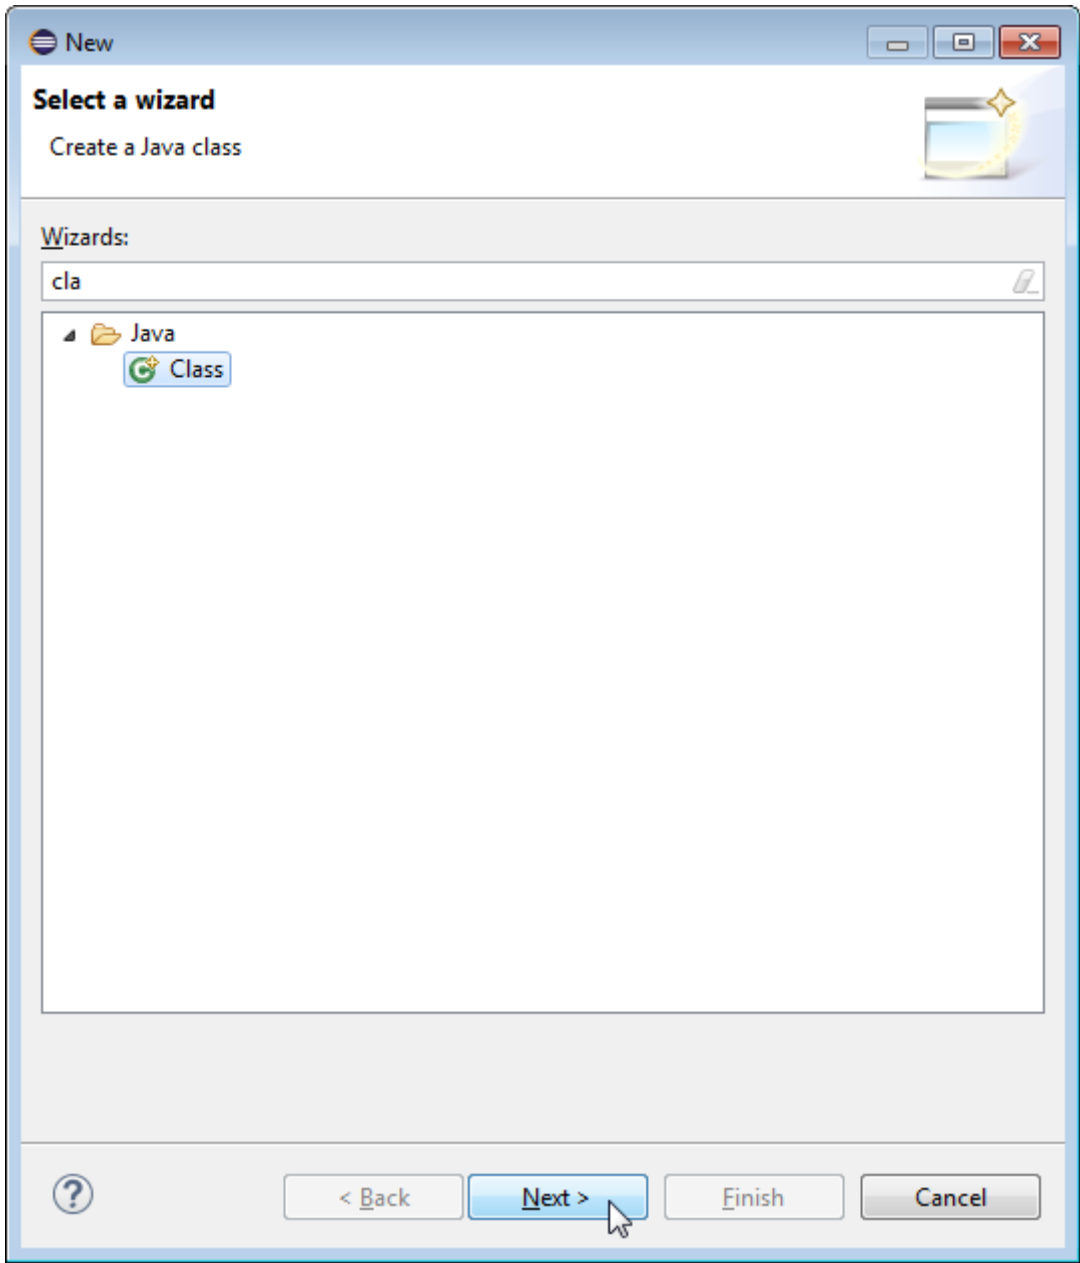 New
Select a wizard
Create a Java class
Wizards:
cla
Java
Class
< Back Next > Finish Cancel